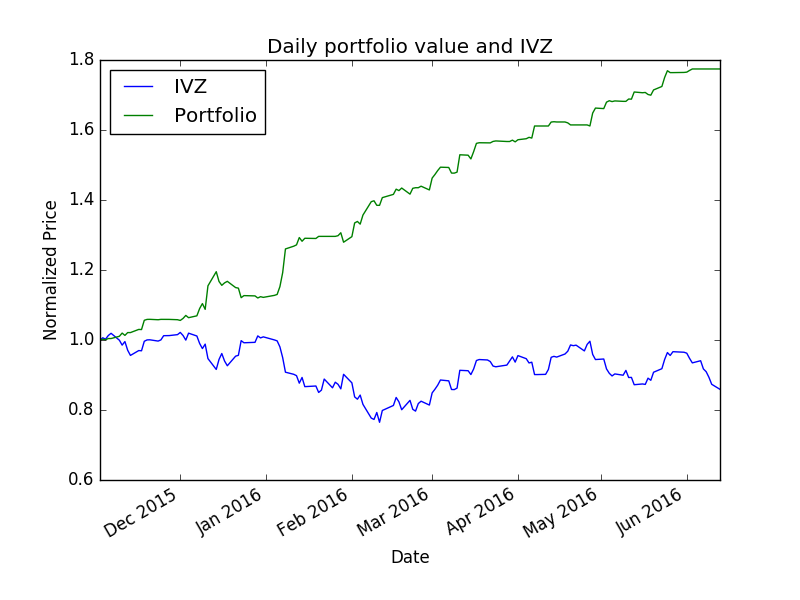 Daily portfolio value and IVZ
IVZ
Portfolio
1.8
1.6
1.4
1.2
1.0
0.8
0.6
Normalized Price
Dec 2015
Jan 2016
Feb 2016
Mar 2016
Apr 2016
May 2016
Jun 2016
Date